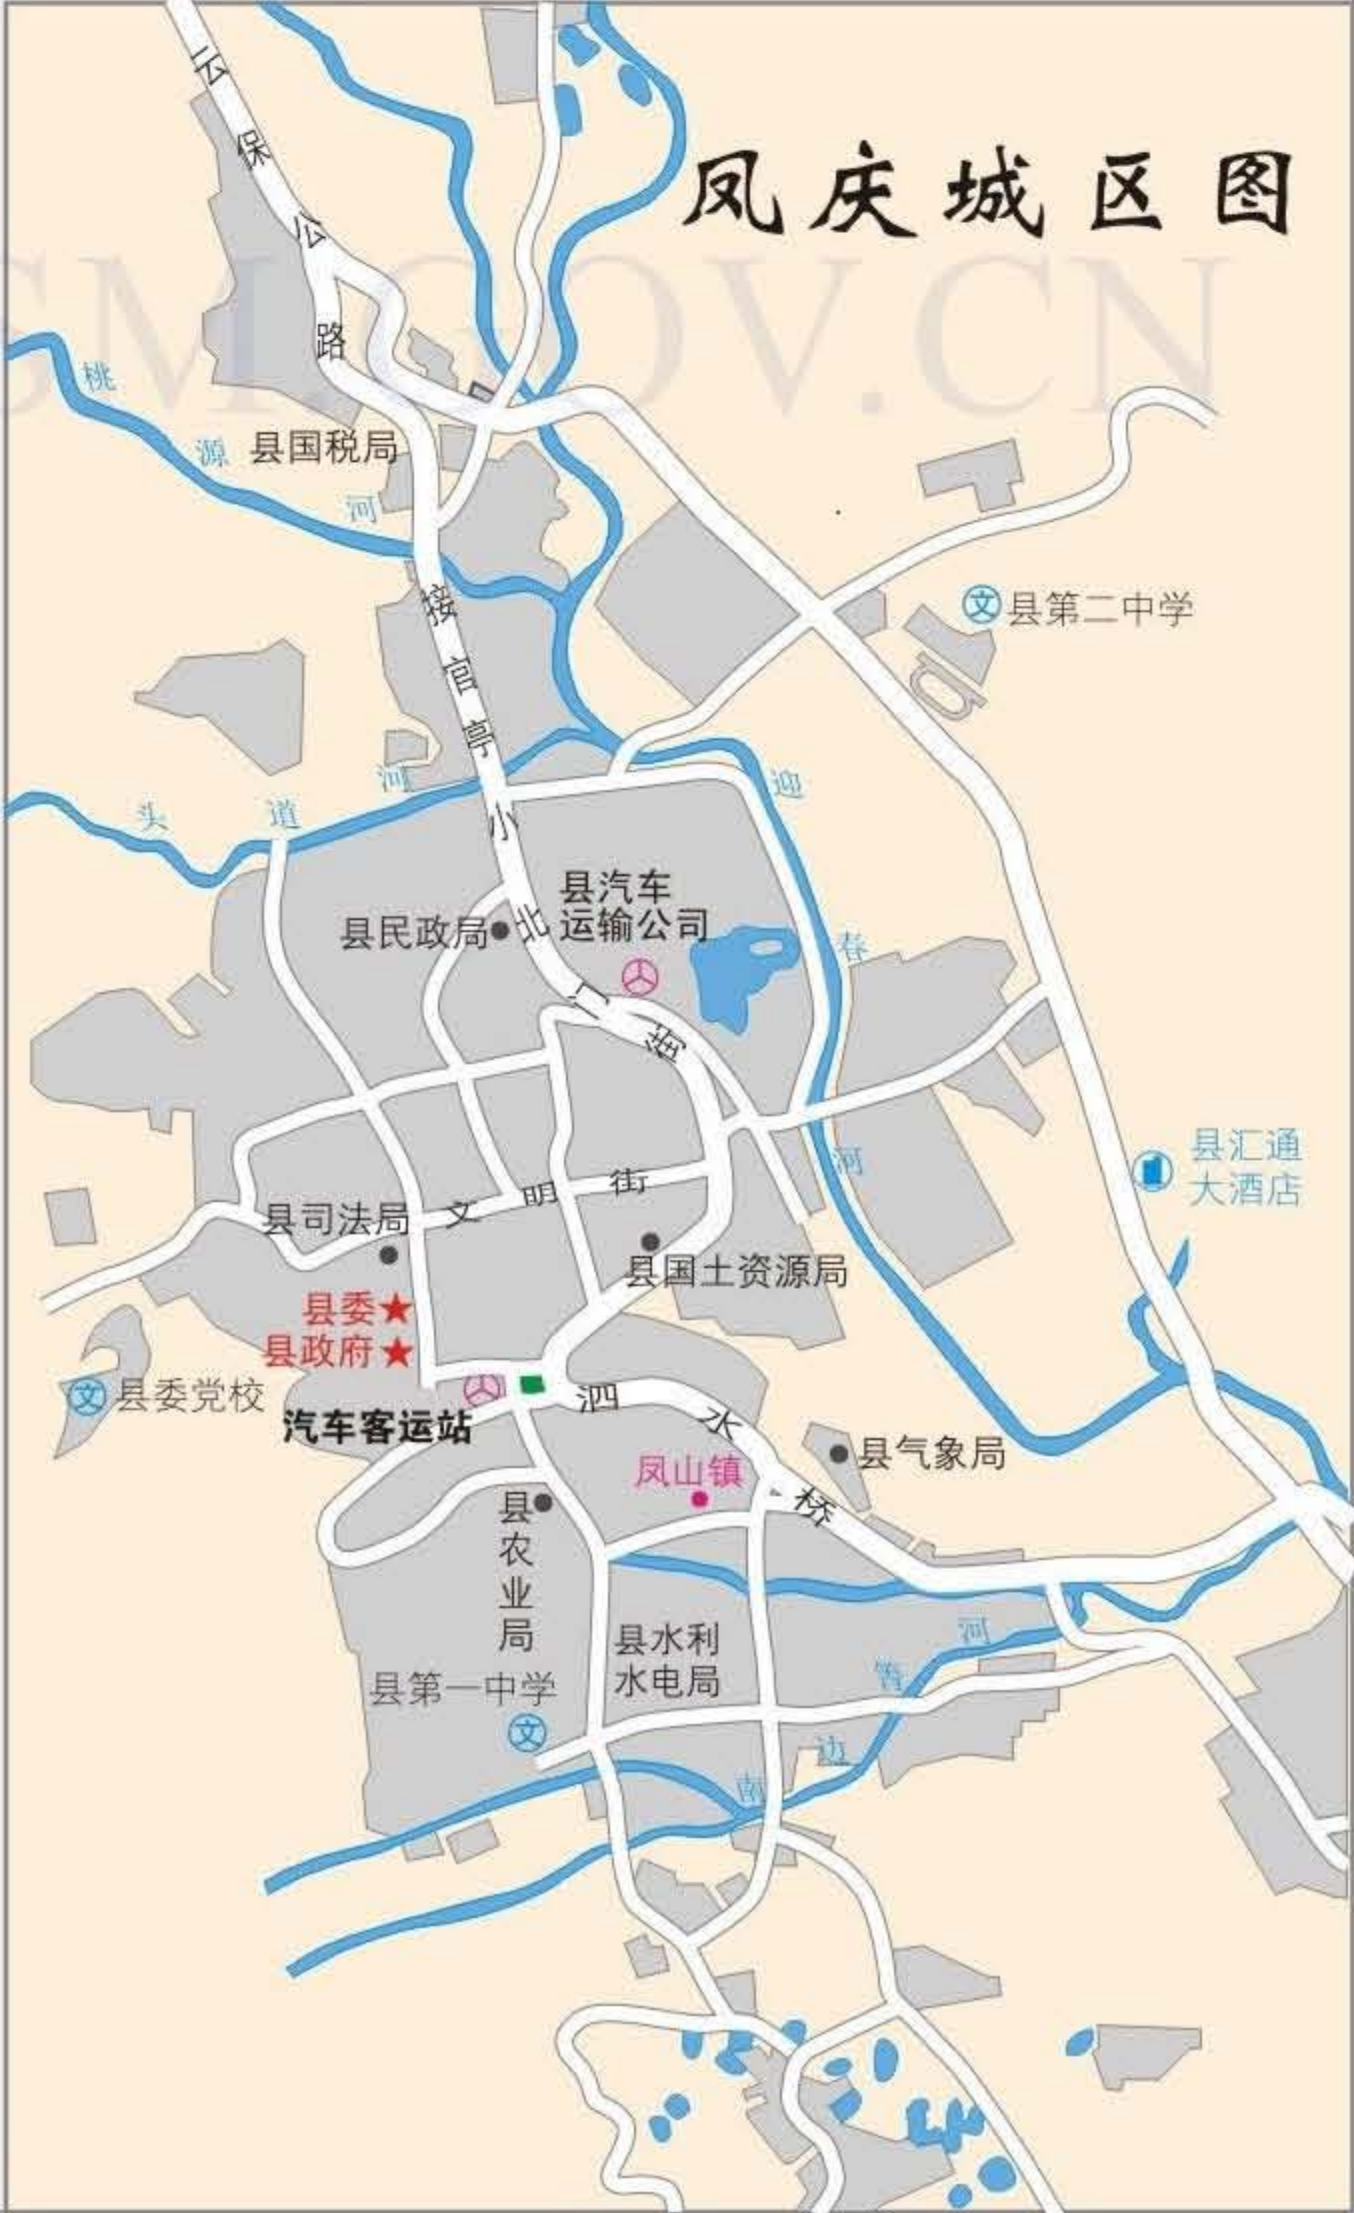 凤庆城区图
GM.GOV.CN
云保公路
桃源河
县国税局
接官亭
文 县第二中学
头道河
迎春河
小北门街
县汽车
运输公司
县民政局
县汇通
大酒店
县司法局
文明街
县国土资源局
县委★
县政府★
文 县委党校
汽车客运站
泗水桥
县气象局
凤山镇
县农业局
县水利
水电局
县第一中学
文
南边箐河